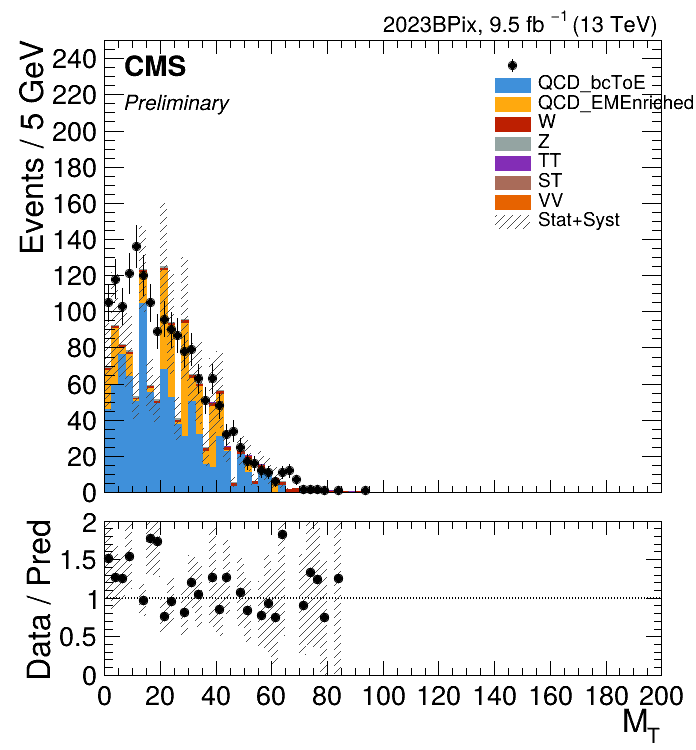 2023BPix, 9.5 fb⁻¹ (13 TeV)
CMS
Preliminary
QCD_bcToE
QCD_EMEnriched
W
Z
TT
ST
VV
Stat+Syst
Events / 5 GeV
240
220
200
180
160
140
120
100
80
60
40
20
0
Data / Pred
2
1.5
1
0.5
0
0 20 40 60 80 100 120 140 160 180 200
M_T